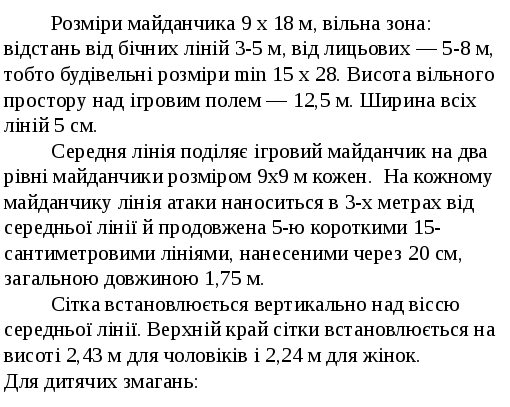 Розміри майданчика 9 х 18 м, вільна зона:
відстань від бічних ліній 3-5 м, від лицьових — 5-8 м,
тобто будівельні розміри min 15 х 28. Висота вільного
простору над ігровим полем — 12,5 м. Ширина всіх
ліній 5 см.
Середня лінія поділяє ігровий майданчик на два
рівні майданчики розміром 9х9 м кожен. На кожному
майданчику лінія атаки наноситься в 3-х метрах від
середньої лінії й продовжена 5-ю короткими 15-
сантиметровими лініями, нанесеними через 20 см,
загальною довжиною 1,75 м.
Сітка встановлюється вертикально над віссю
середньої лінії. Верхній край сітки встановлюється на
висоті 2,43 м для чоловіків і 2,24 м для жінок.
Для дитячих змагань: